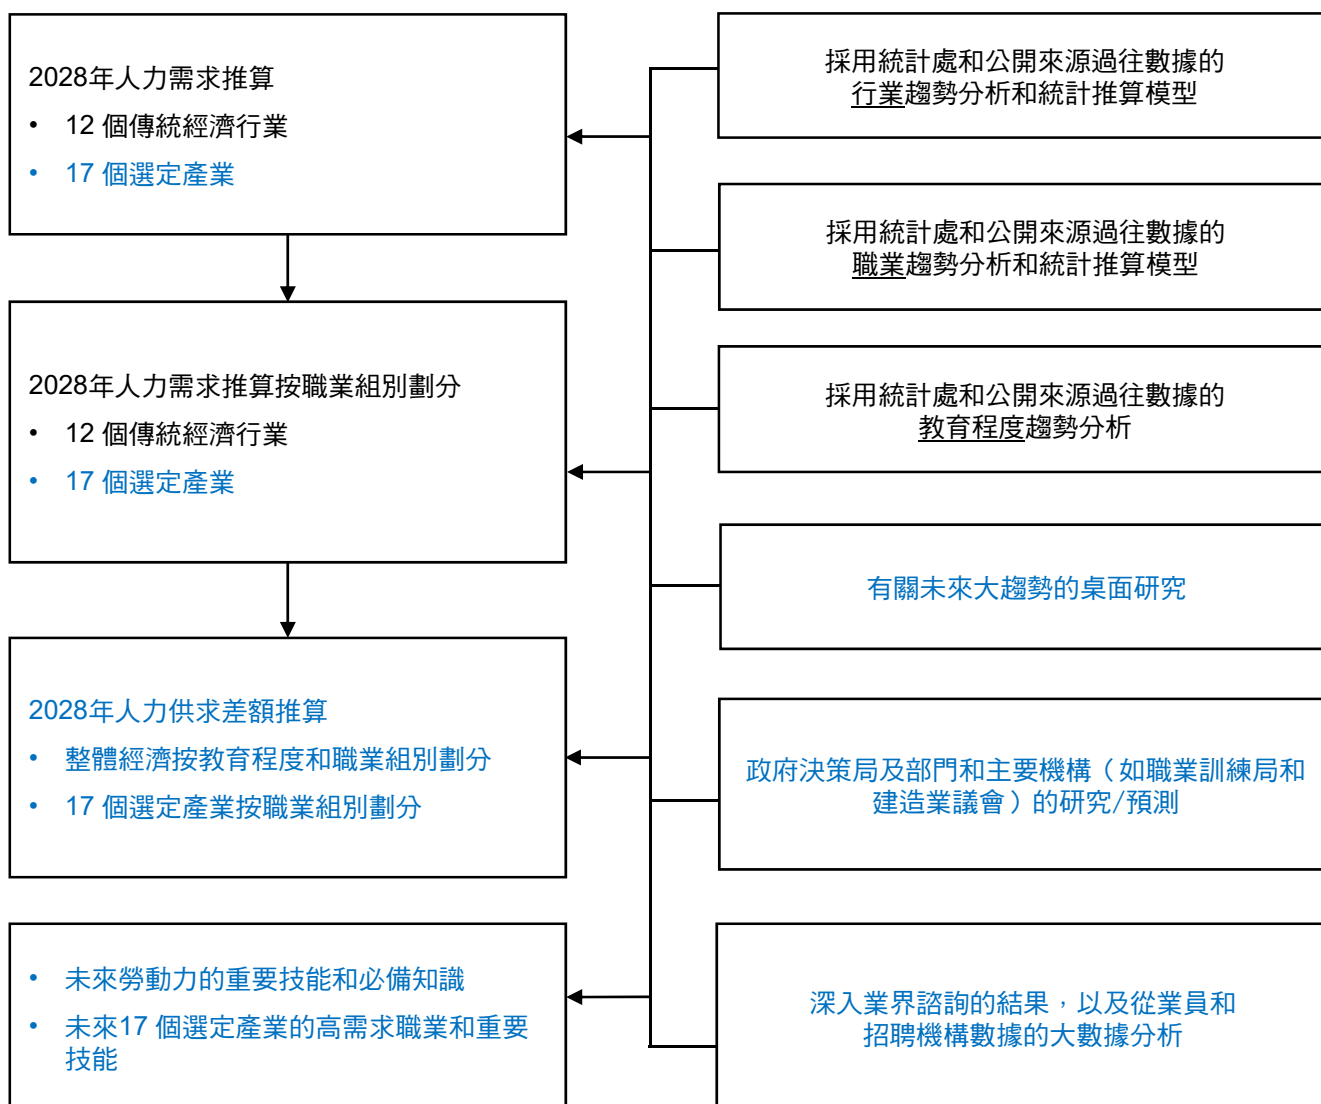 2028年人力需求推算
• 12 個傳統經濟行業
• 17 個選定產業
2028年人力需求推算按職業組別劃分
• 12 個傳統經濟行業
• 17 個選定產業
2028年人力供求差額推算
• 整體經濟按教育程度和職業組別劃分
• 17 個選定產業按職業組別劃分
• 未來勞動力的重要技能和必備知識
• 未來17 個選定產業的高需求職業和重要
技能
採用統計處和公開來源過往數據的
行業趨勢分析和統計推算模型
採用統計處和公開來源過往數據的
職業趨勢分析和統計推算模型
採用統計處和公開來源過往數據的
教育程度趨勢分析
有關未來大趨勢的桌面研究
政府決策局及部門和主要機構（如職業訓練局和
建造業議會）的研究/預測
深入業界諮詢的結果，以及從業員和
招聘機構數據的大數據分析